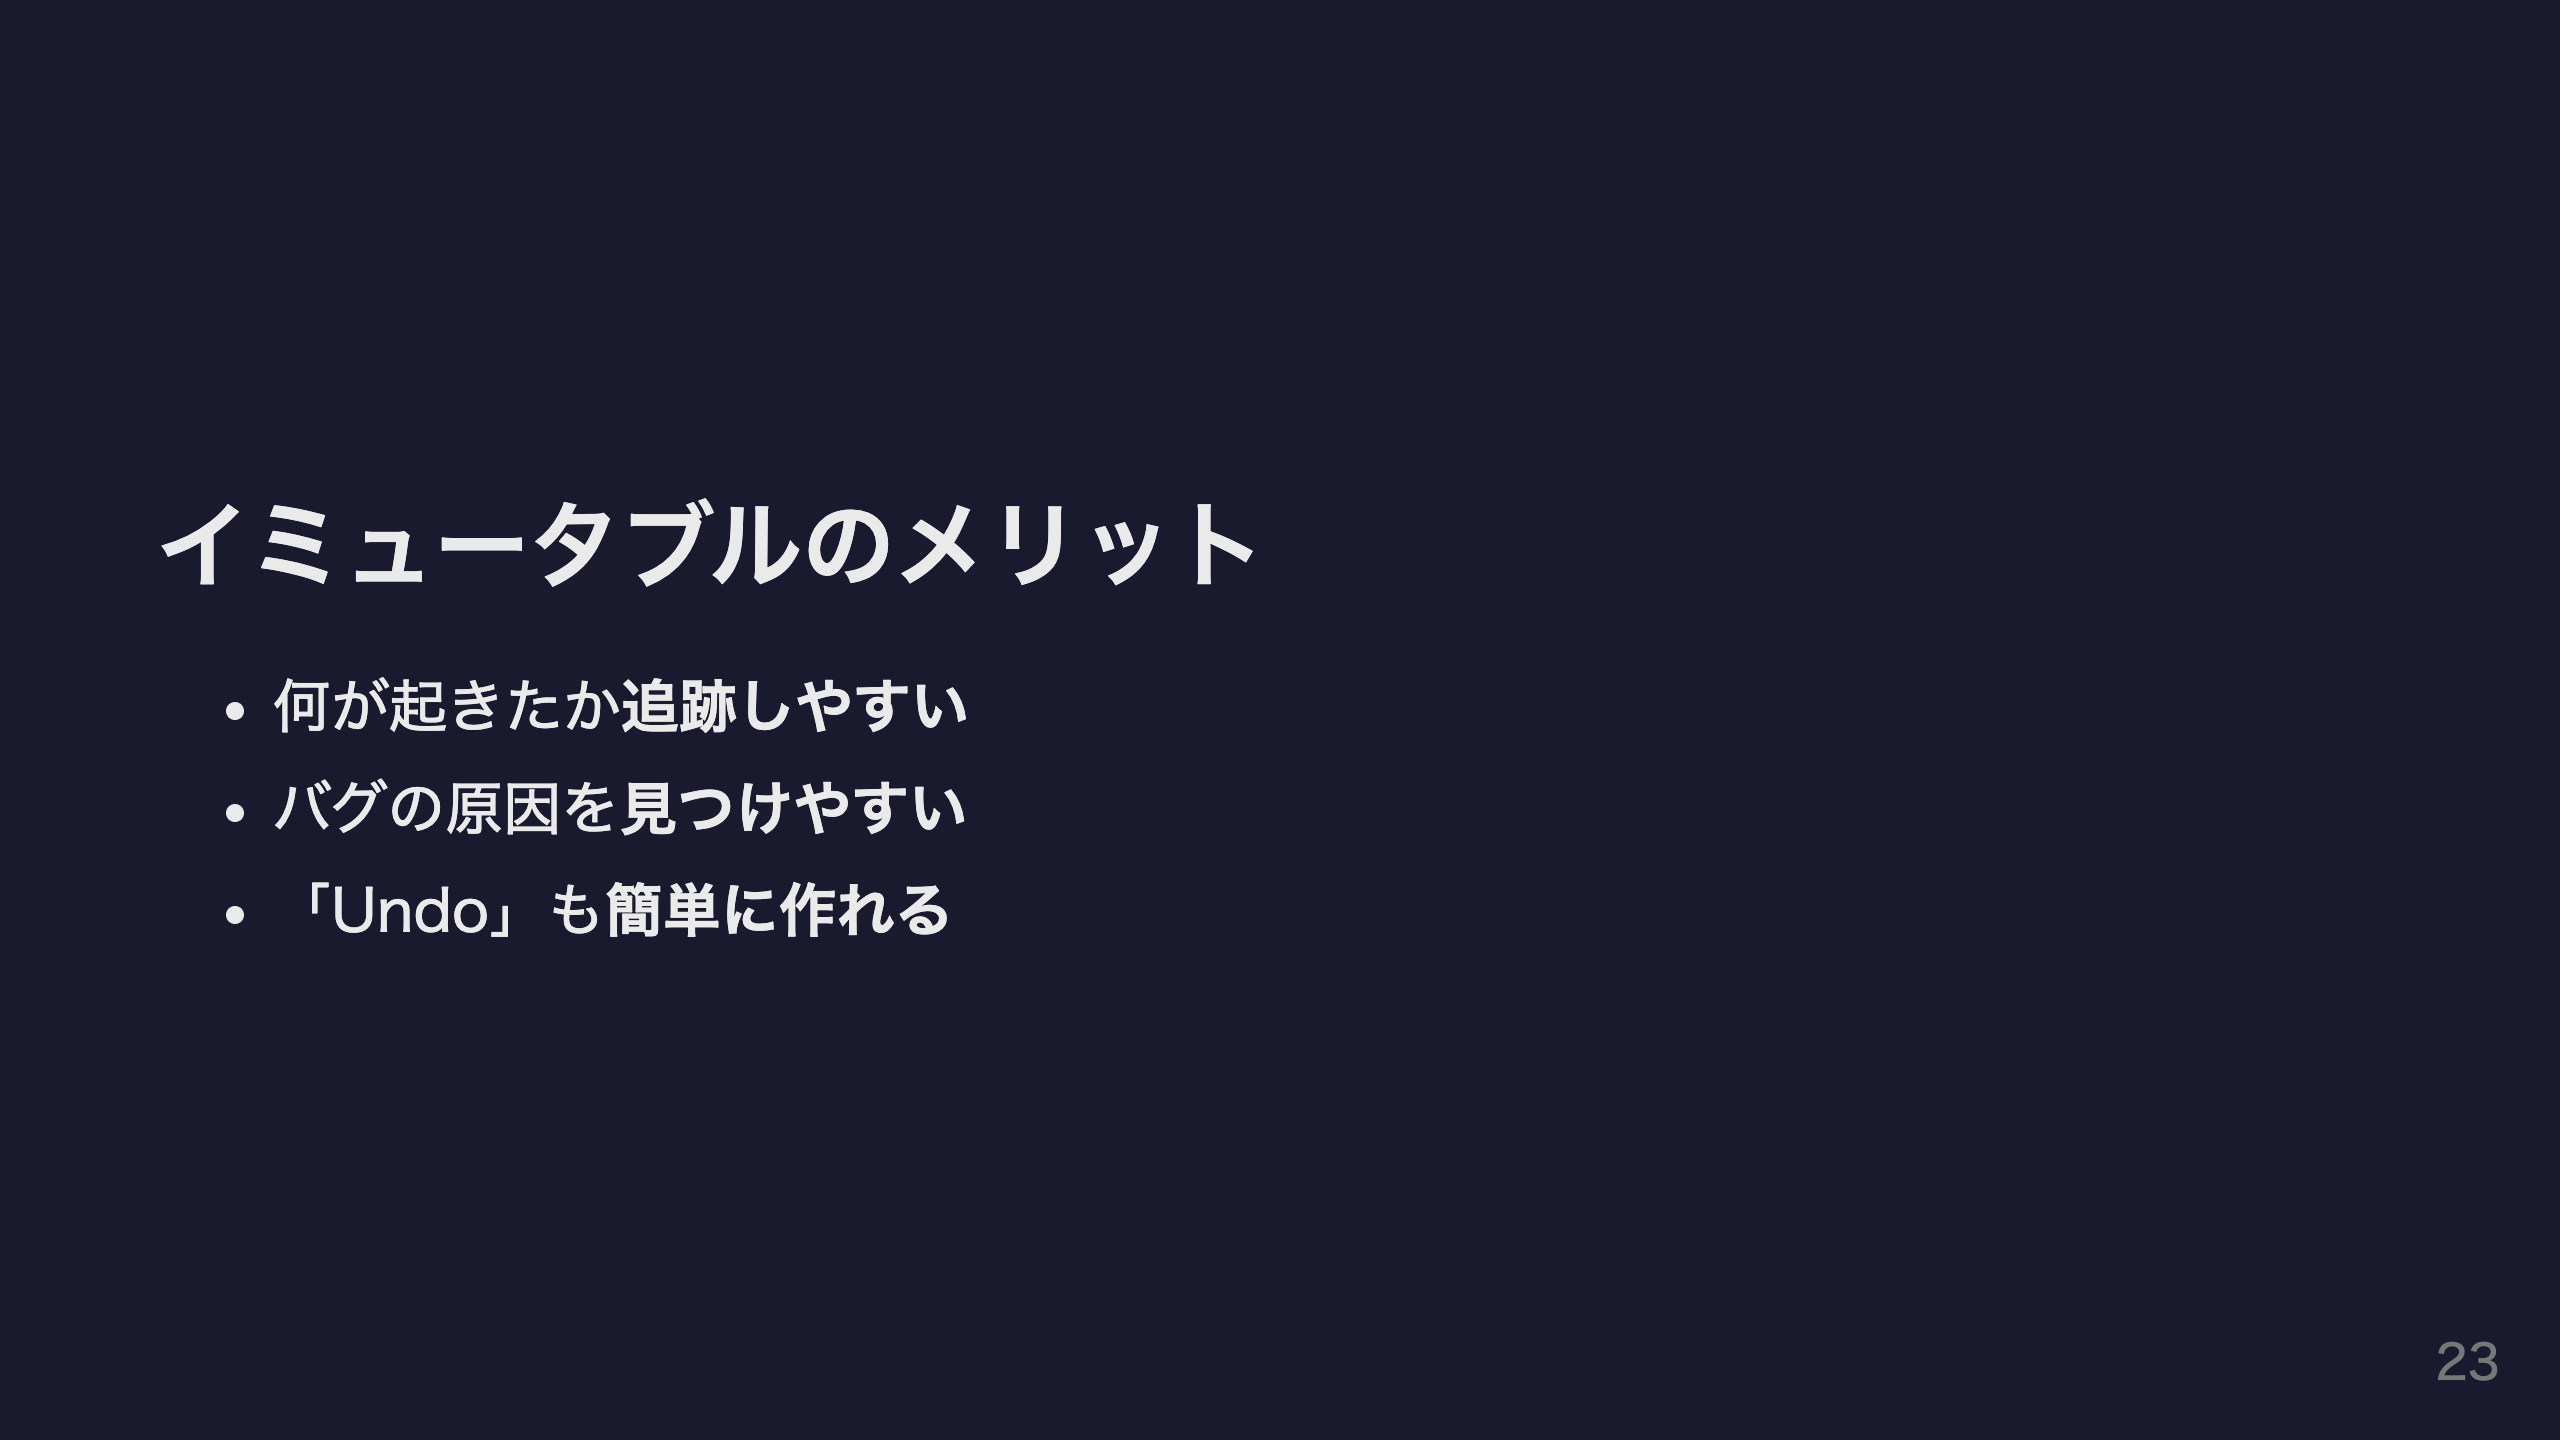 イミュータブルのメリット
• 何が起きたか追跡しやすい
• バグの原因を見つけやすい
• 「Undo」も簡単に作れる
23